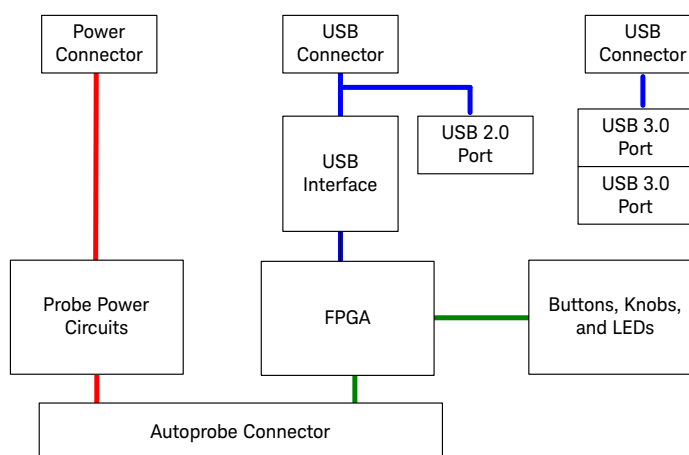 Power
Connector
USB
Connector
USB
Connector
USB 2.0
Port
USB 3.0
Port
USB 3.0
Port
USB
Interface
Probe Power
Circuits
FPGA
Buttons, Knobs,
and LEDs
Autoprobe Connector